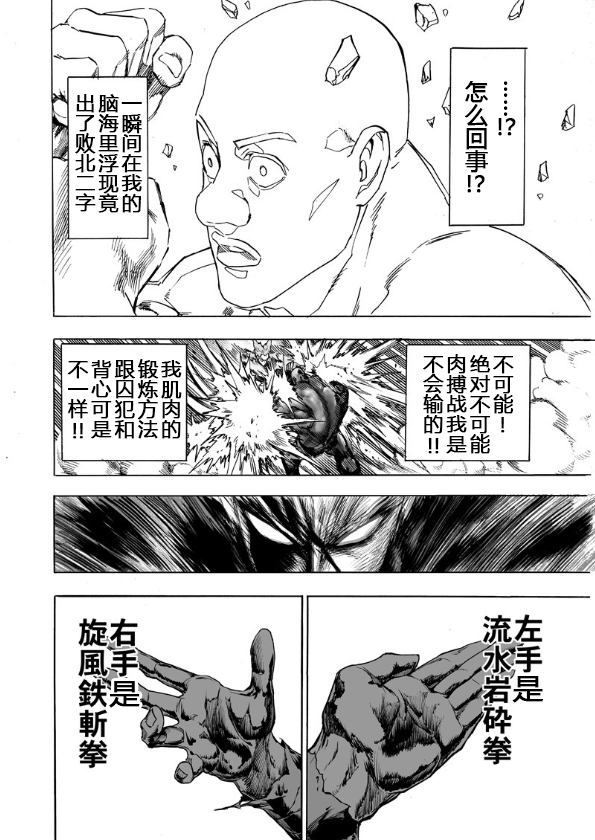 ……!?
怎么回事!?
一瞬间在我的
脑海里浮现竟
出了败北二字
不可能！
绝对不可能
肉搏战我是
不会输的!!
我肌肉的
锻炼方法
跟囚犯和
背心可是
不一样!!
左手是
流水岩砕拳
右手是
旋風鉄斬拳